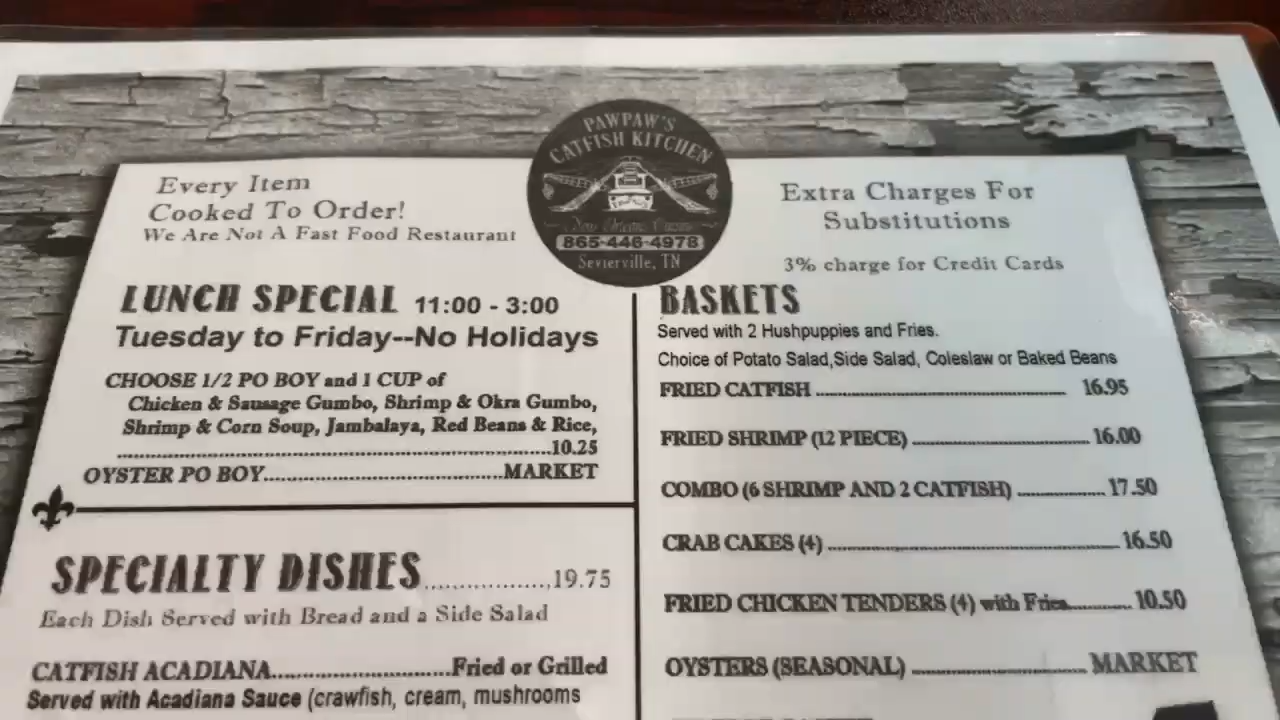 PAWPAW'S
CATFISH KITCHEN
New Orleans Cuisine
865-446-4978
Sevierville, TN
Every Item
Cooked To Order!
We Are Not A Fast Food Restaurant
Extra Charges For
Substitutions
3% charge for Credit Cards
LUNCH SPECIAL 11:00 - 3:00
Tuesday to Friday--No Holidays
CHOOSE 1/2 PO BOY and 1 CUP of
Chicken & Sausage Gumbo, Shrimp & Okra Gumbo,
Shrimp & Corn Soup, Jambalaya, Red Beans & Rice,
10.25
OYSTER PO BOY MARKET
SPECIALTY DISHES 19.75
Each Dish Served with Bread and a Side Salad
CATFISH ACADIANA Fried or Grilled
Served with Acadiana Sauce (crawfish, cream, mushrooms
BASKETS
Served with 2 Hushpuppies and Fries.
Choice of Potato Salad,Side Salad, Coleslaw or Baked Beans
FRIED CATFISH 16.95
FRIED SHRIMP (12 PIECE) 16.00
COMBO (6 SHRIMP AND 2 CATFISH) 17.50
CRAB CAKES (4) 16.50
FRIED CHICKEN TENDERS (4) with Fries 10.50
OYSTERS (SEASONAL) MARKET